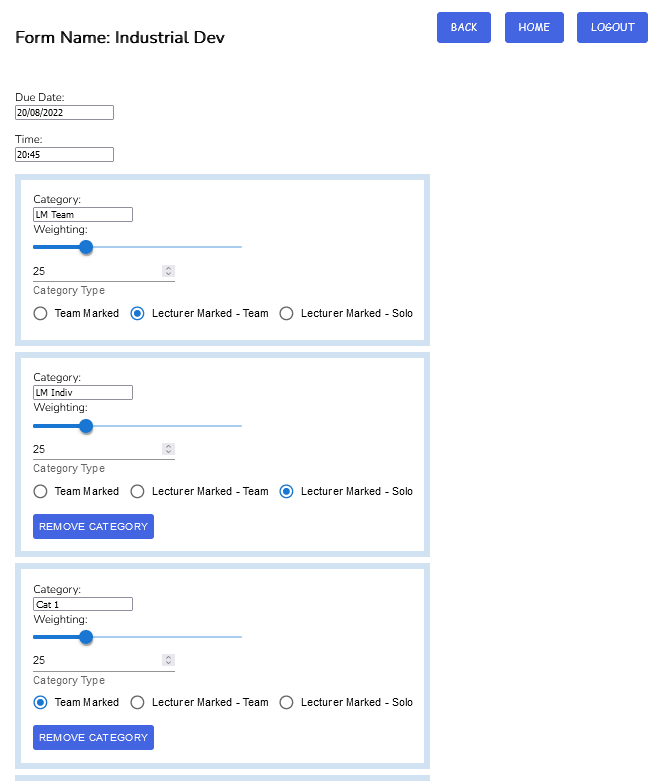 Form Name: Industrial Dev
BACK HOME LOGOUT
Due Date:
20/08/2022
Time:
20:45
Category:
LM Team
Weighting:
25
Category Type
Team Marked Lecturer Marked - Team Lecturer Marked - Solo
Category:
LM Indiv
Weighting:
25
Category Type
Team Marked Lecturer Marked - Team Lecturer Marked - Solo
REMOVE CATEGORY
Category:
Cat 1
Weighting:
25
Category Type
Team Marked Lecturer Marked - Team Lecturer Marked - Solo
REMOVE CATEGORY